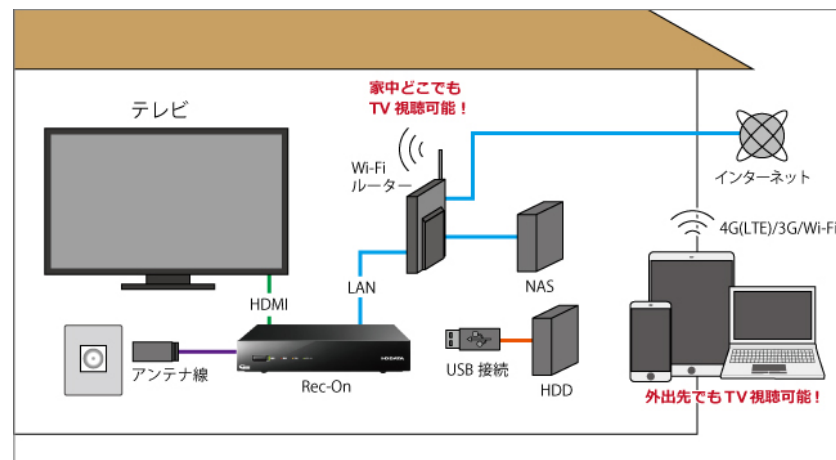 家中どこでも
TV 視聴可能！
テレビ
Wi-Fi
ルーター
インターネット
4G(LTE)/3G/Wi-Fi
NAS
LAN
HDMI
アンテナ線
I-O DATA
Rec-On
USB 接続
HDD
外出先でもTV 視聴可能！